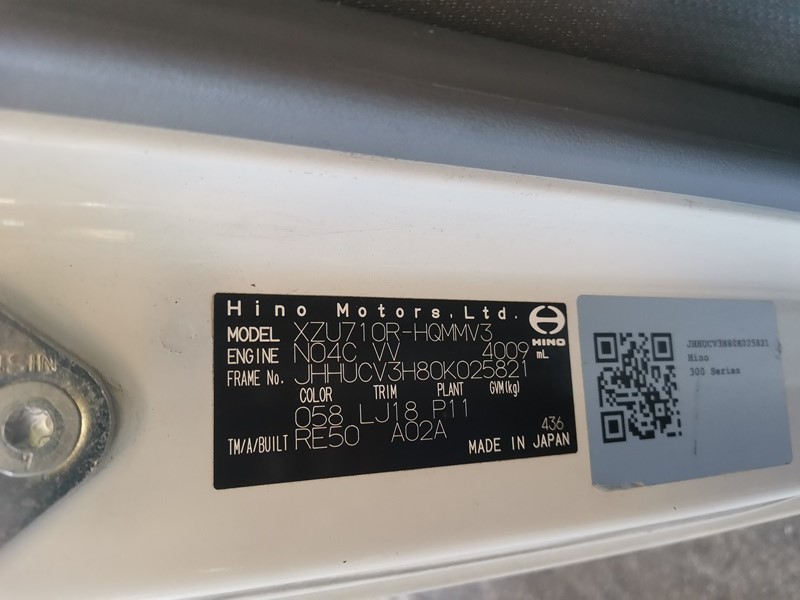 Hino Motors,Ltd.
HINO
MODEL XZU710R-HQMMV3
ENGINE N04C VV 4009 mL
FRAME No. JHHUCV3H80K025821
COLOR TRIM PLANT GVM(kg)
058 LJ18 P11
TM/A/BUILT RE50 A02A 436
MADE IN JAPAN
JHHUCV3H80K025821
Hino
300 Series